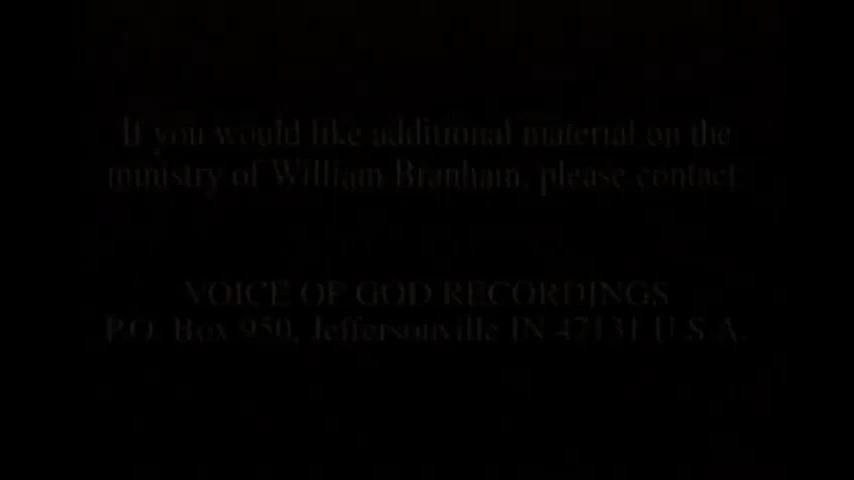 If you would like additional material on the
ministry of William Branham, please contact:
VOICE OF GOD RECORDINGS
P.O. Box 950, Jeffersonville IN 47131 U.S.A.